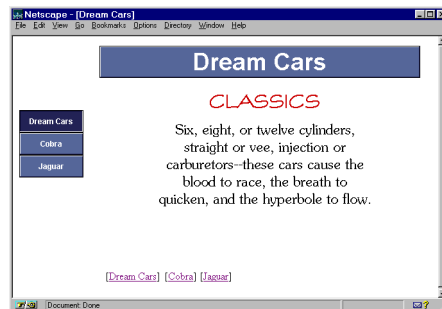 Netscape - [Dream Cars]
File Edit View Go Bookmarks Options Directory Window Help
Dream Cars
CLASSICS
Dream Cars
Cobra
Jaguar
Six, eight, or twelve cylinders,
straight or vee, injection or
carburetors--these cars cause the
blood to race, the breath to
quicken, and the hyperbole to flow.
[Dream Cars] [Cobra] [Jaguar]
Document: Done